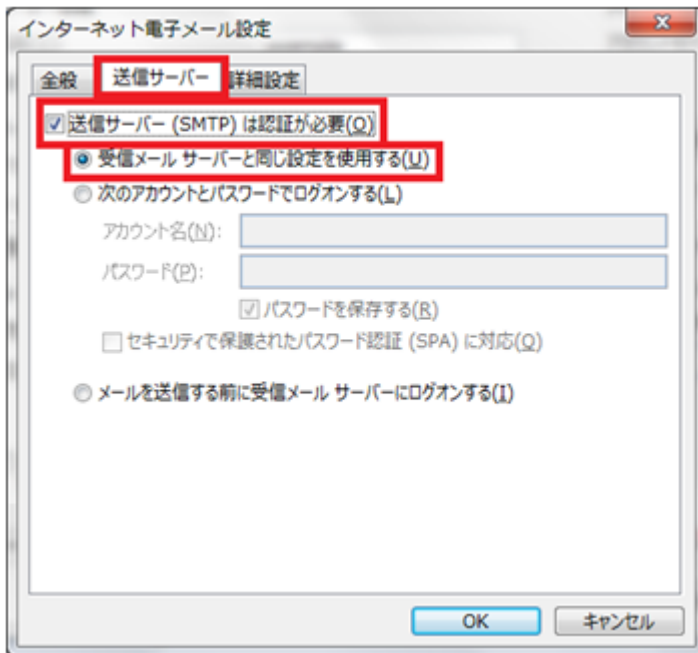 インターネット電子メール設定
全般 送信サーバー 詳細設定
送信サーバー (SMTP) は認証が必要(O)
受信メール サーバーと同じ設定を使用する(U)
次のアカウントとパスワードでログオンする(L)
アカウント名(N):
パスワード(P):
パスワードを保存する(R)
セキュリティで保護されたパスワード認証 (SPA) に対応(Q)
メールを送信する前に受信メール サーバーにログオンする(I)
OK キャンセル